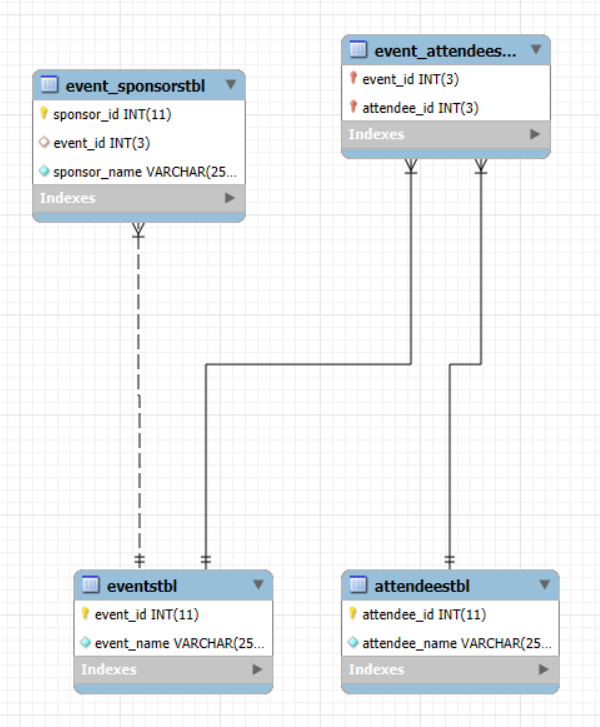 event_sponsorstbl
sponsor_id INT(11)
event_id INT(3)
sponsor_name VARCHAR(25...
Indexes
event_attendees...
event_id INT(3)
attendee_id INT(3)
Indexes
eventstbl
event_id INT(11)
event_name VARCHAR(25...
Indexes
attendeestbl
attendee_id INT(11)
attendee_name VARCHAR(25...
Indexes